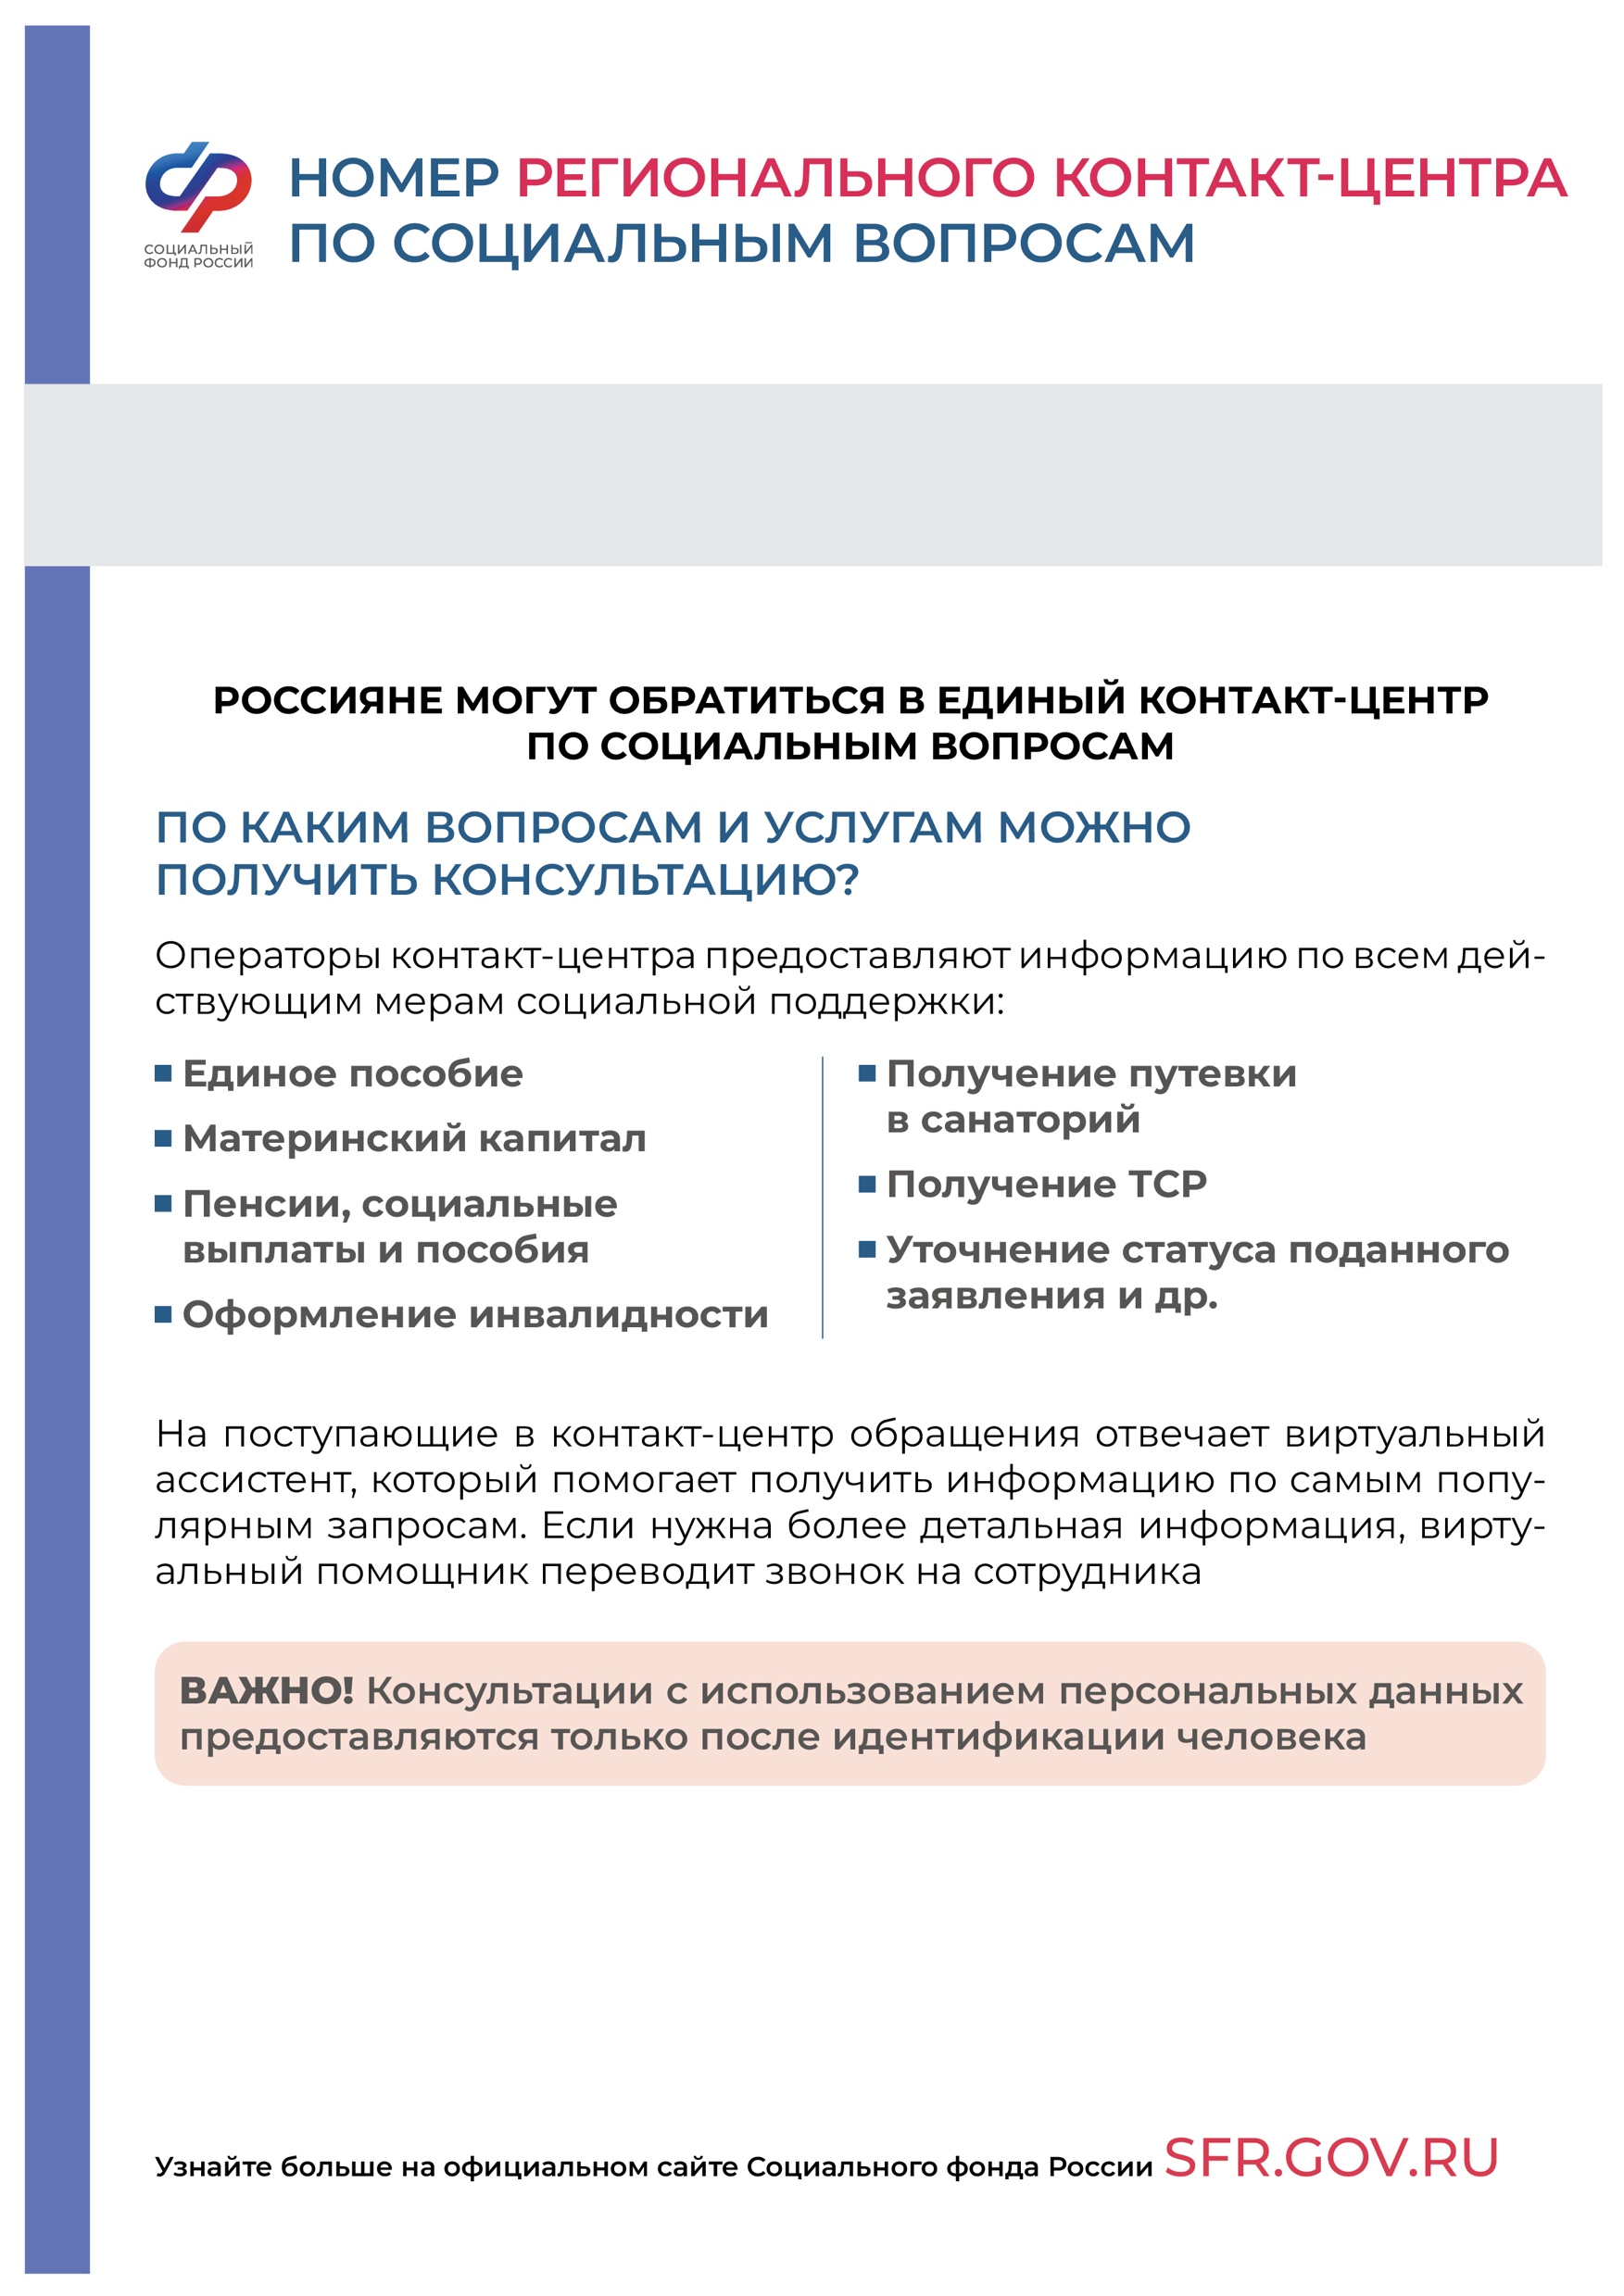 СОЦИАЛЬНЫЙ
ФОНД РОССИИ
НОМЕР РЕГИОНАЛЬНОГО КОНТАКТ-ЦЕНТРА
ПО СОЦИАЛЬНЫМ ВОПРОСАМ
РОССИЯНЕ МОГУТ ОБРАТИТЬСЯ В ЕДИНЫЙ КОНТАКТ-ЦЕНТР
ПО СОЦИАЛЬНЫМ ВОПРОСАМ
ПО КАКИМ ВОПРОСАМ И УСЛУГАМ МОЖНО
ПОЛУЧИТЬ КОНСУЛЬТАЦИЮ?
Операторы контакт-центра предоставляют информацию по всем дей-
ствующим мерам социальной поддержки:
Единое пособие
Материнский капитал
Пенсии, социальные
выплаты и пособия
Оформление инвалидности
Получение путевки
в санаторий
Получение ТСР
Уточнение статуса поданного
заявления и др.
На поступающие в контакт-центр обращения отвечает виртуальный
ассистент, который помогает получить информацию по самым попу-
лярным запросам. Если нужна более детальная информация, вирту-
альный помощник переводит звонок на сотрудника
ВАЖНО! Консультации с использованием персональных данных
предоставляются только после идентификации человека
Узнайте больше на официальном сайте Социального фонда России SFR.GOV.RU